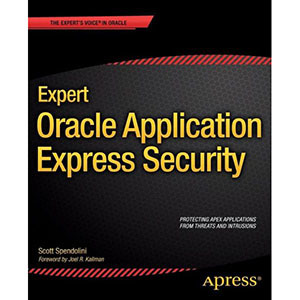 THE EXPERT'S VOICE® IN ORACLE
Expert
Oracle Application
Express Security
PROTECTING APEX APPLICATIONS
FROM THREATS AND INTRUSIONS
Scott Spendolini
Foreword by Joel R. Kallman
Apress®